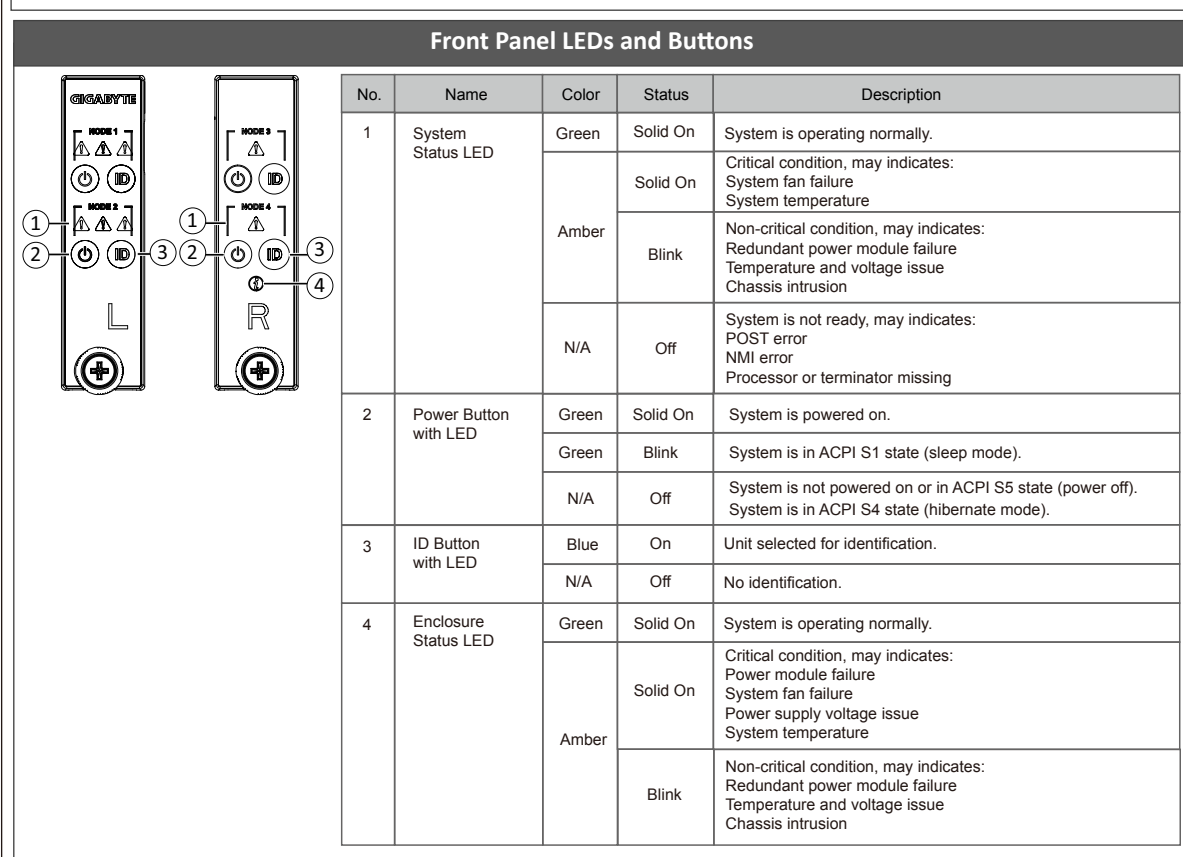 Front Panel LEDs and Buttons
GIGABYTE
NODE 1
ID
NODE 2
1
2
ID
3
L
NODE 3
ID
NODE 4
1
2
ID
3
4
R
No. Name Color Status Description
1 System Status LED Green Solid On System is operating normally.
Amber Solid On Critical condition, may indicates:
System fan failure
System temperature
Blink Non-critical condition, may indicates:
Redundant power module failure
Temperature and voltage issue
Chassis intrusion
N/A Off System is not ready, may indicates:
POST error
NMI error
Processor or terminator missing
2 Power Button with LED Green Solid On System is powered on.
Green Blink System is in ACPI S1 state (sleep mode).
N/A Off System is not powered on or in ACPI S5 state (power off).
System is in ACPI S4 state (hibernate mode).
3 ID Button with LED Blue On Unit selected for identification.
N/A Off No identification.
4 Enclosure Status LED Green Solid On System is operating normally.
Amber Solid On Critical condition, may indicates:
Power module failure
System fan failure
Power supply voltage issue
System temperature
Blink Non-critical condition, may indicates:
Redundant power module failure
Temperature and voltage issue
Chassis intrusion